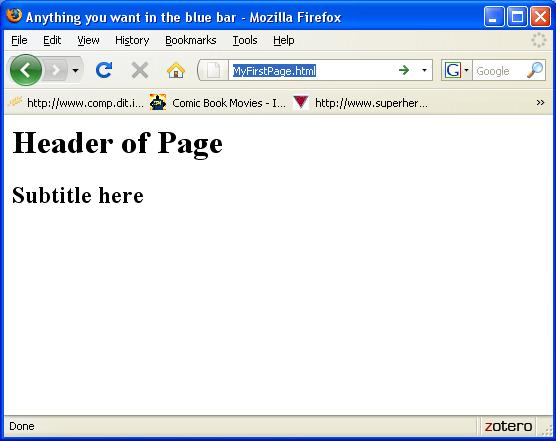 Anything you want in the blue bar - Mozilla Firefox
File Edit View History Bookmarks Tools Help
MyFirstPage.html G Google
http://www.comp.dit.i... Comic Book Movies - I... http://www.superher... »
Header of Page
Subtitle here
Done zotero